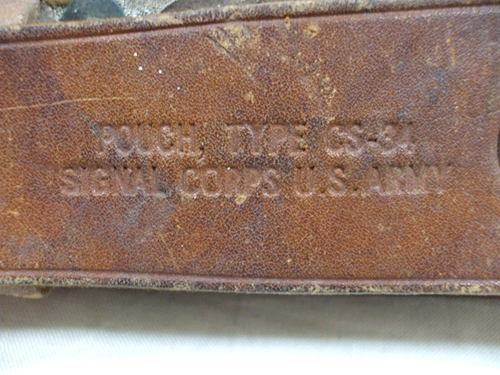 POUCH, TYPE CS-34
SIGNAL CORPS U.S. ARMY